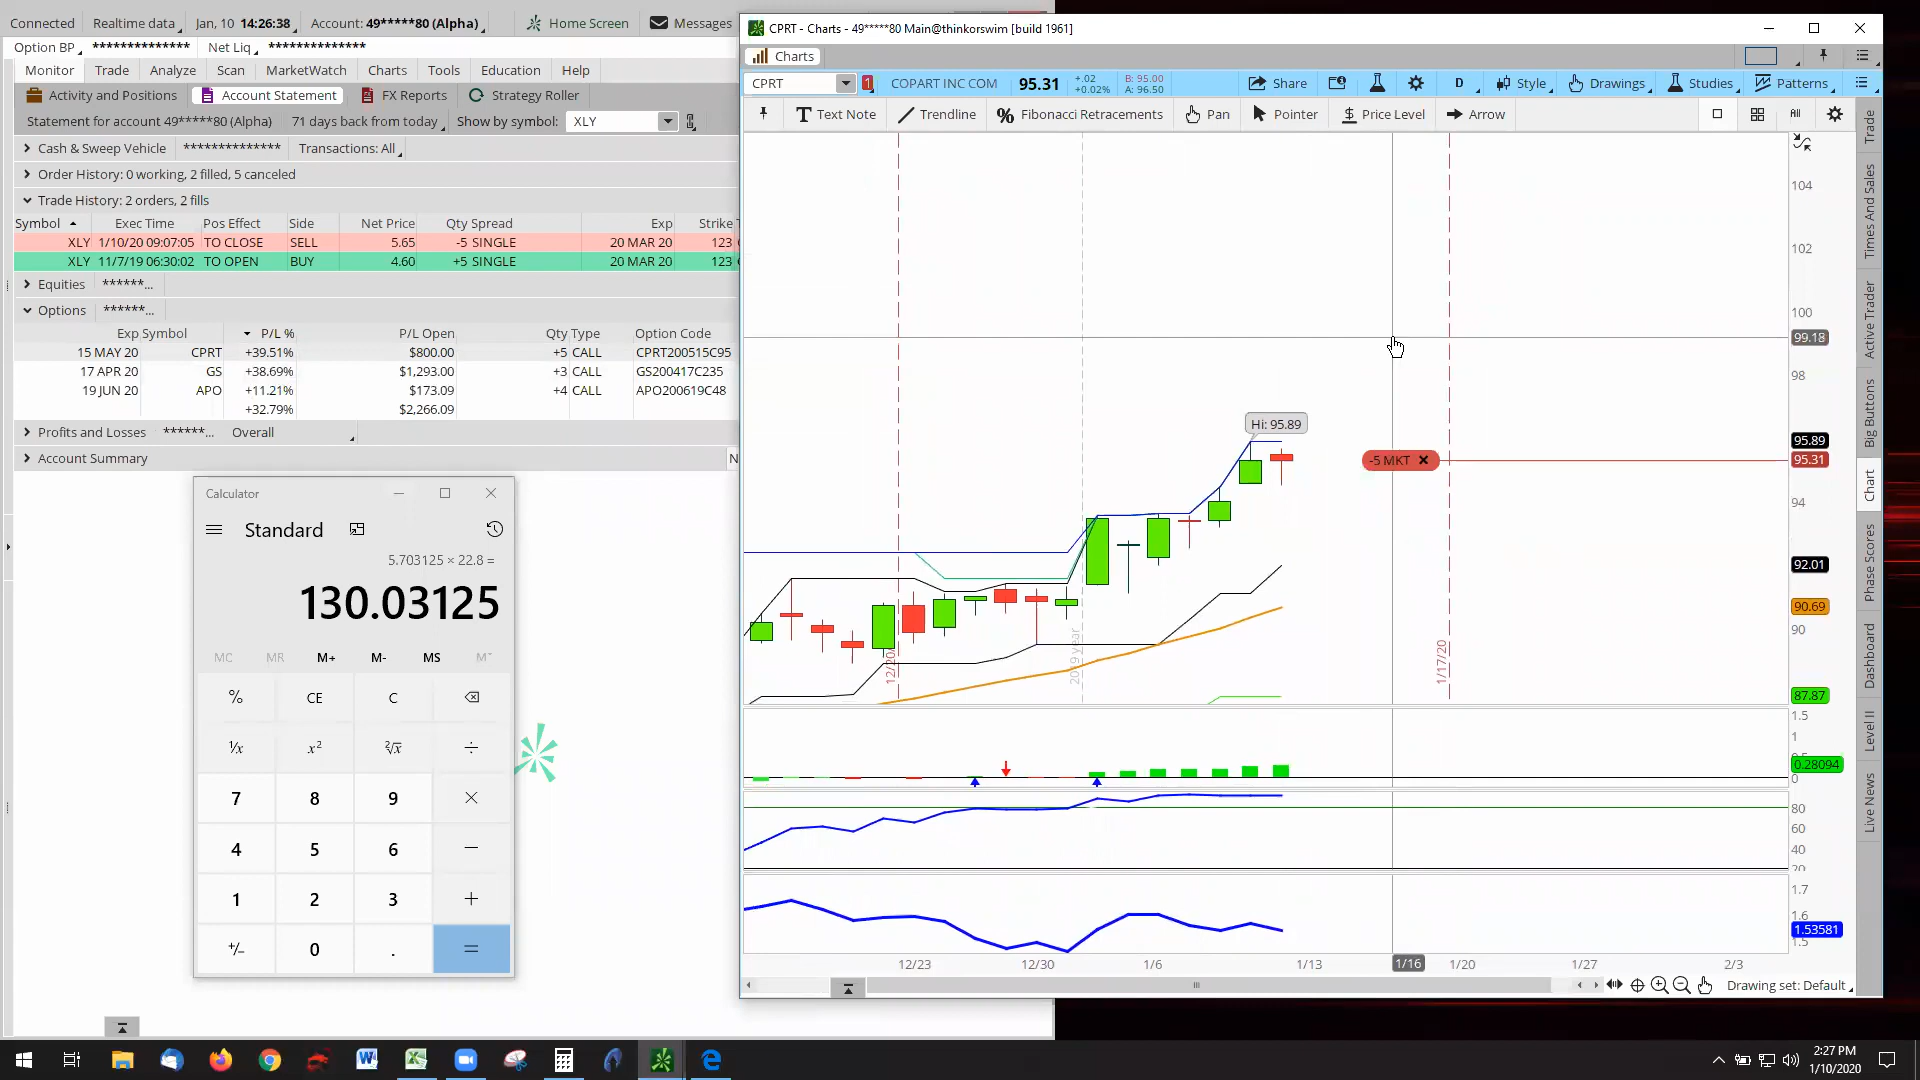 Connected Realtime data Jan, 10 14:26:38 Account: 49*****80 (Alpha) Home Screen Messages
Option BP ************** Net Liq **************
Monitor Trade Analyze Scan MarketWatch Charts Tools Education Help
Activity and Positions Account Statement FX Reports Strategy Roller
Statement for account 49*****80 (Alpha) 71 days back from today Show by symbol: XLY
Cash & Sweep Vehicle ************** Transactions: All
Order History: 0 working, 2 filled, 5 canceled
Trade History: 2 orders, 2 fills
Symbol Exec Time Pos Effect Side Net Price Qty Spread Exp Strike
XLY 1/10/20 09:07:05 TO CLOSE SELL 5.65 -5 SINGLE 20 MAR 20 123
XLY 11/7/19 06:30:02 TO OPEN BUY 4.60 +5 SINGLE 20 MAR 20 123
Equities ******...
Options ******...
Exp Symbol P/L % P/L Open Qty Type Option Code
15 MAY 20 CPRT +39.51% $800.00 +5 CALL CPRT200515C95
17 APR 20 GS +38.69% $1,293.00 +3 CALL GS200417C235
19 JUN 20 APO +11.21% $173.09 +4 CALL APO200619C48
+32.79% $2,266.09
Profits and Losses ******... Overall
Account Summary N
Calculator
Standard
5.703125 × 22.8 =
130.03125
MC MR M+ M- MS M˅
% CE C
¹/x x² ²√x ÷
7 8 9 ×
4 5 6 −
1 2 3 +
+/− 0 . =
CPRT - Charts - 49*****80 Main@thinkorswim [build 1961]
Charts
CPRT 1 COPART INC COM 95.31 +.02 +0.02% B: 95.00 A: 96.50 Share D Style Drawings Studies Patterns
Text Note Trendline Fibonacci Retracements Pan Pointer Price Level Arrow All
104
102
100
99.18
98
Hi: 95.89
95.89
-5 MKT
95.31
94
92.01
90.69
90
87.87
12/20/
2019 year
1/17/20
1.5
1
0.5
0.28094
0
80
60
40
20
1.7
1.6
1.53581
1.5
12/23 12/30 1/6 1/13 1/16 1/20 1/27 2/3
Drawing set: Default
Trade
Times And Sales
Active Trader
Big Buttons
Chart
Phase Scores
Dashboard
Level II
Live News
2:27 PM
1/10/2020